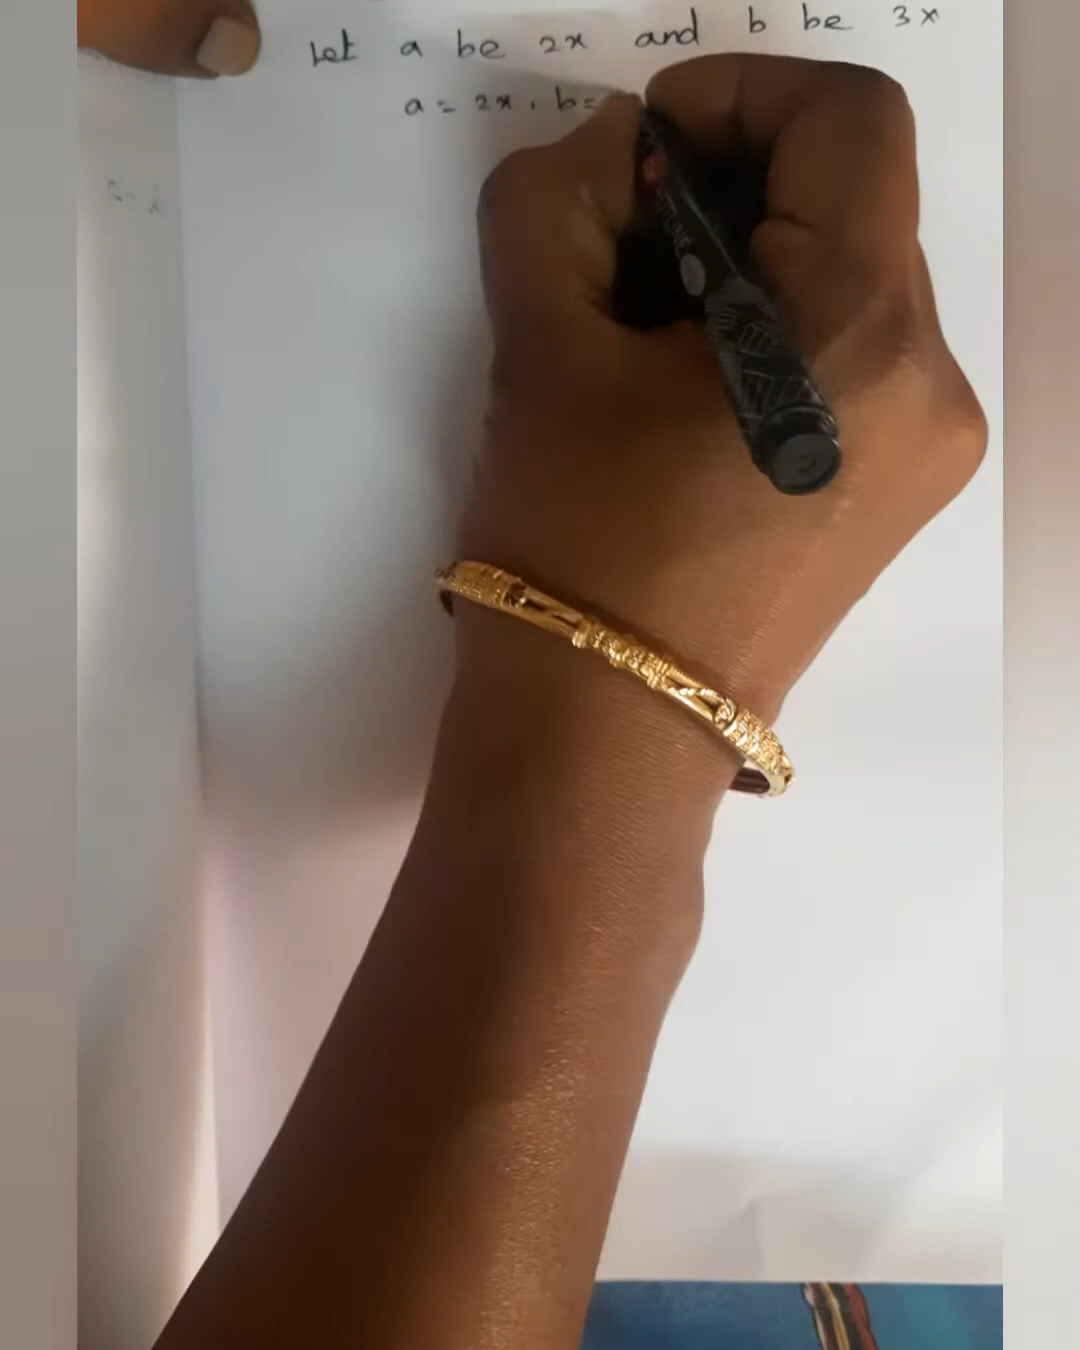 Let a be 2x and b be 3x
a = 2x, b=